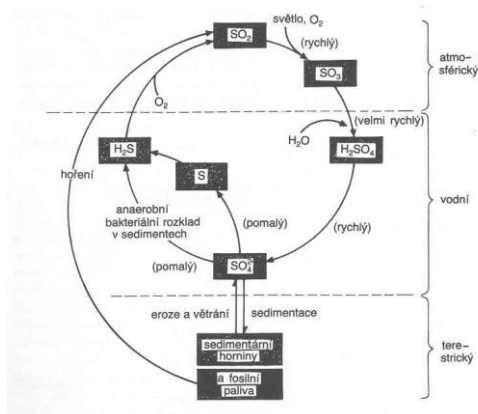 světlo, O₂
SO₂
(rychlý)
SO₃
atmo-
sférický
O₂
(velmi rychlý)
H₂O
H₂S
H₂SO₄
hoření
S
vodní
anaerobní
bakteriální rozklad
v sedimentech
(pomalý)
(rychlý)
(pomalý)
SO₄²⁻
eroze a větrání
sedimentace
sedimentární
horniny
a fosilní
paliva
tere-
strický